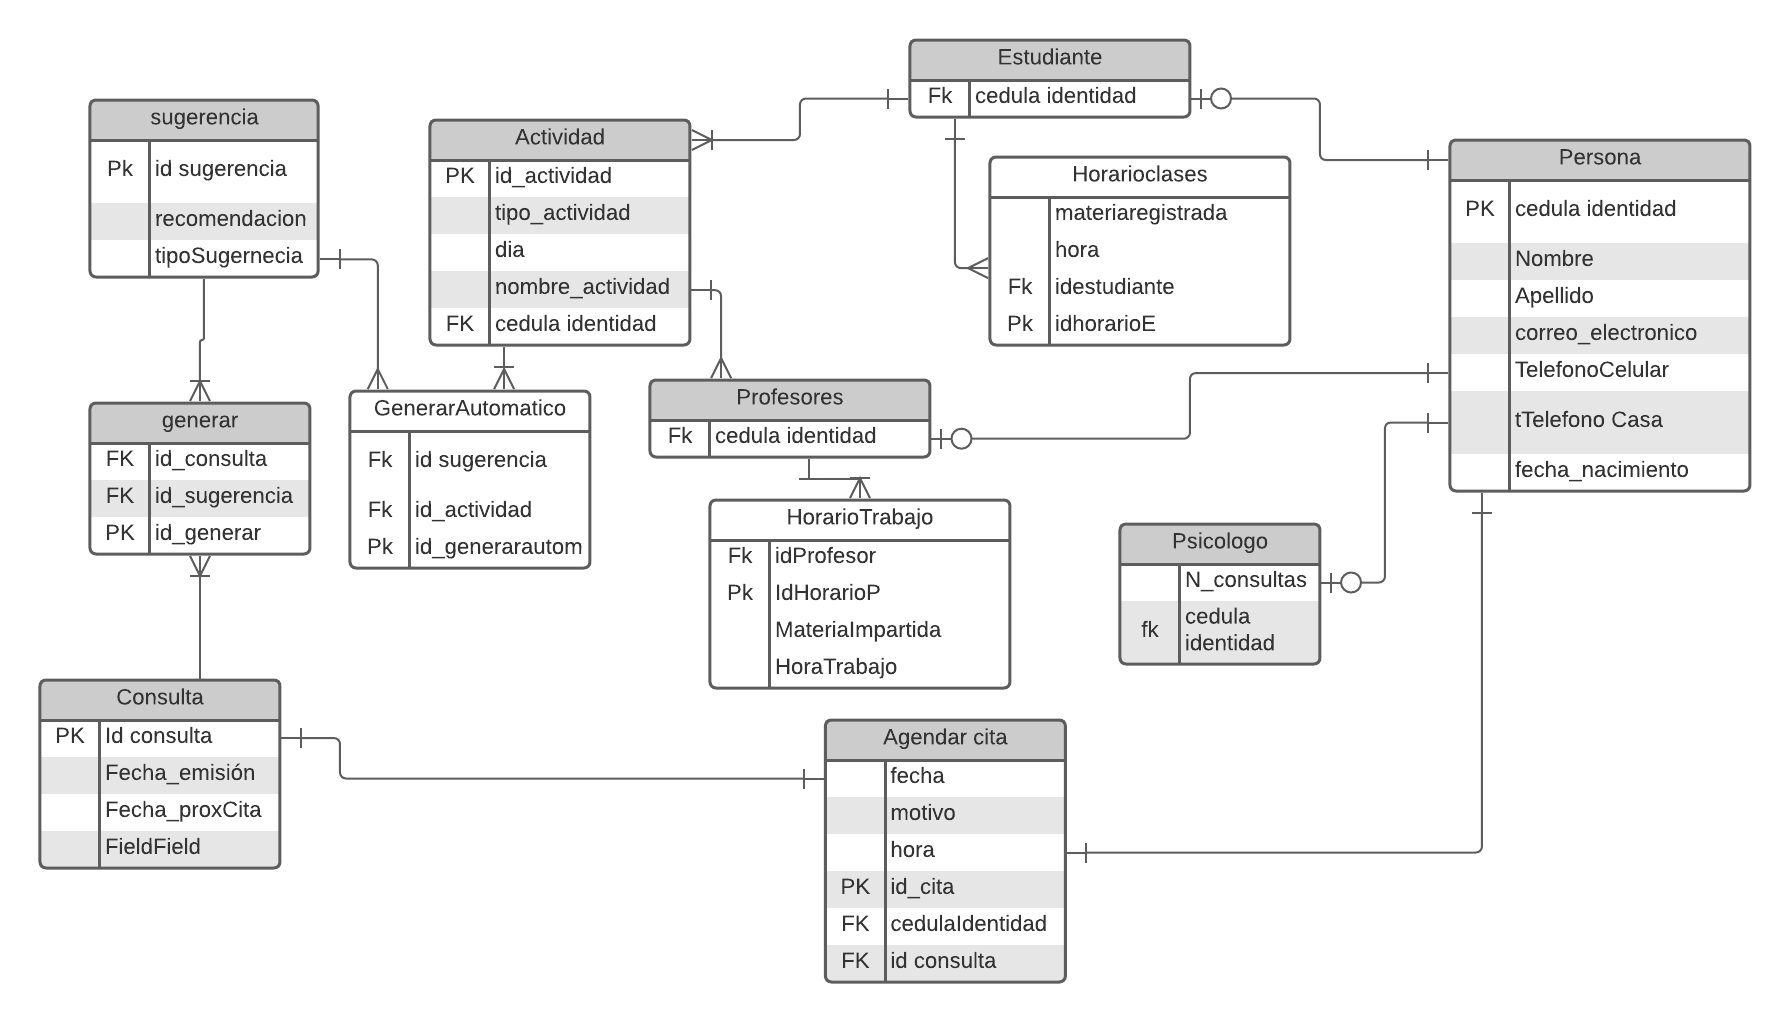 Estudiante
Fk cedula identidad
sugerencia
Pk id sugerencia
recomendacion
tipoSugernecia
Actividad
PK id_actividad
tipo_actividad
dia
nombre_actividad
FK cedula identidad
Horarioclases
materiaregistrada
hora
Fk idestudiante
Pk idhorarioE
Persona
PK cedula identidad
Nombre
Apellido
correo_electronico
TelefonoCelular
tTelefono Casa
fecha_nacimiento
generar
FK id_consulta
FK id_sugerencia
PK id_generar
GenerarAutomatico
Fk id sugerencia
Fk id_actividad
Pk id_generarautom
Profesores
Fk cedula identidad
HorarioTrabajo
Fk idProfesor
Pk IdHorarioP
MateriaImpartida
HoraTrabajo
Psicologo
N_consultas
fk cedula
identidad
Consulta
PK Id consulta
Fecha_emisión
Fecha_proxCita
FieldField
Agendar cita
fecha
motivo
hora
PK id_cita
FK cedulaIdentidad
FK id consulta